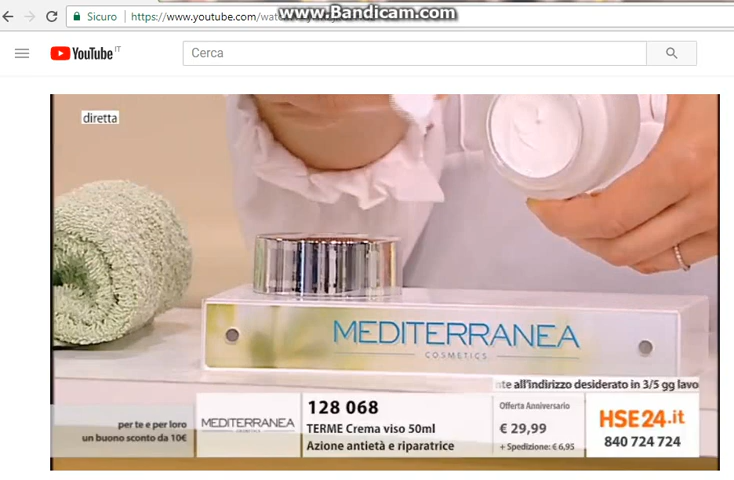 www.Bandicam.com
Sicuro
https://www.youtube.com/wat
YouTube IT
Cerca
diretta
MEDITERRANEA
COSMETICS
nte all'indirizzo desiderato in 3/5 gg lavo
per te e per loro
un buono sconto da 10€
MEDITERRANEA
COSMETICS
128 068
TERME Crema viso 50ml
Azione antietà e riparatrice
Offerta Anniversario
€ 29,99
+ Spedizione: € 6,95
HSE24.it
840 724 724